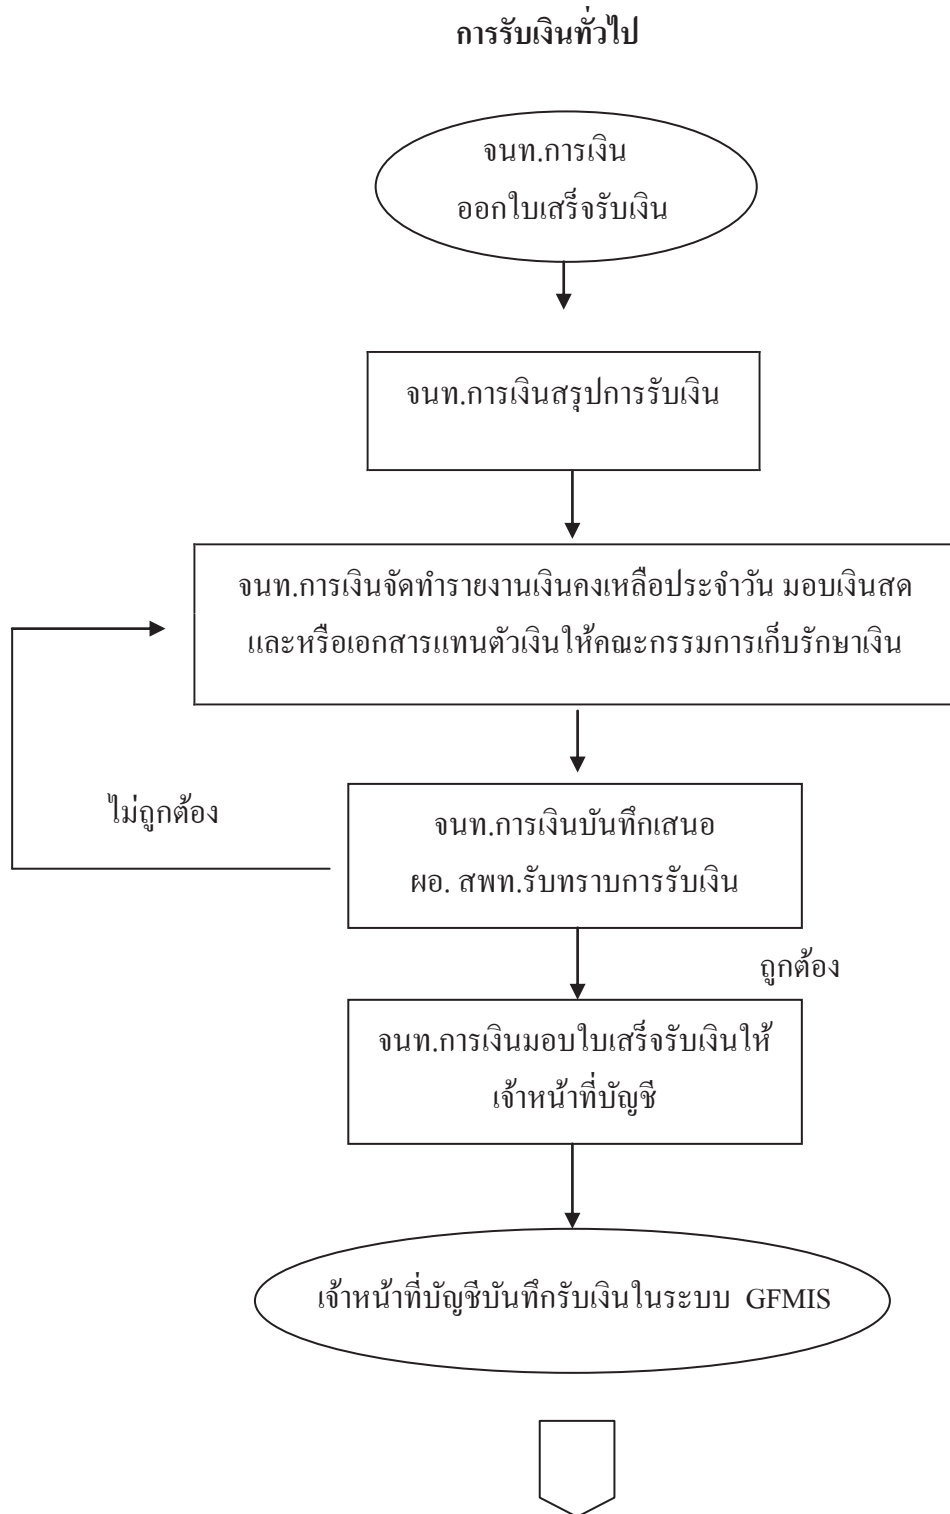 การรับเงินทั่วไป
จนท.การเงิน
ออกใบเสร็จรับเงิน
จนท.การเงินสรุปการรับเงิน
จนท.การเงินจัดทำรายงานเงินคงเหลือประจำวัน มอบเงินสด
และหรือเอกสารแทนตัวเงินให้คณะกรรมการเก็บรักษาเงิน
ไม่ถูกต้อง
จนท.การเงินบันทึกเสนอ
ผอ. สพท.รับทราบการรับเงิน
ถูกต้อง
จนท.การเงินมอบใบเสร็จรับเงินให้
เจ้าหน้าที่บัญชี
เจ้าหน้าที่บัญชีบันทึกรับเงินในระบบ GFMIS